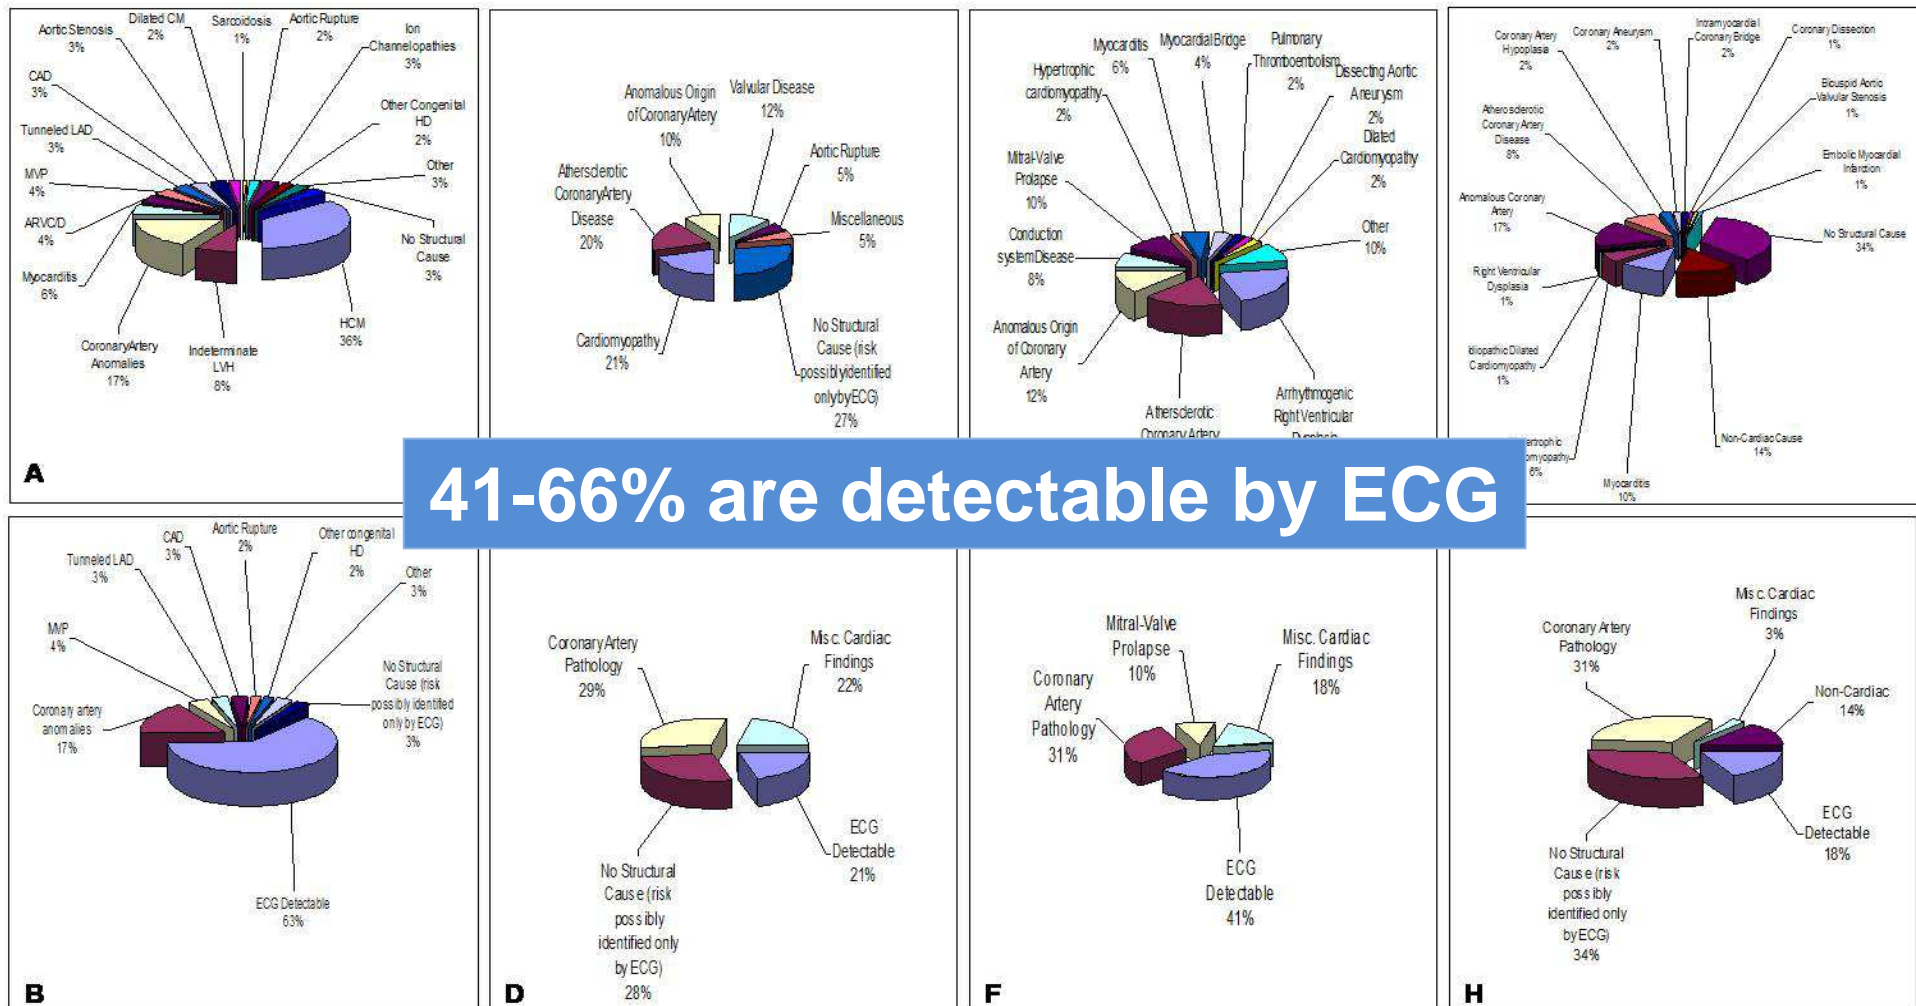 Aortic Stenosis
3%
Dilated CM
2%
Sarcoidosis
1%
Aortic Rupture
2%
Ion
Channelopathies
3%
CAD
3%
Other Congenital
HD
2%
Tunneled LAD
3%
Other
3%
MVP
4%
ARVC/D
4%
No Structural
Cause
3%
Myocarditis
6%
HCM
36%
Coronary Artery
Anomalies
17%
Indeterminate
LVH
8%
A
Anomalous Origin
of Coronary Artery
10%
Valvular Disease
12%
Athersclerotic
Coronary Artery
Disease
20%
Aortic Rupture
5%
Miscellaneous
5%
Cardiomyopathy
21%
No Structural
Cause (risk
possibly identified
only by ECG)
27%
Myocarditis
6%
Myocardial Bridge
4%
Pulmonary
Thromboembolism
2%
Hypertrophic
cardiomyopathy
2%
Dissecting Aortic
Aneurysm
2%
Dilated
Cardiomyopathy
2%
Mitral-Valve
Prolapse
10%
Other
10%
Conduction
system Disease
8%
Anomalous Origin
of Coronary
Artery
12%
Athersclerotic
Coronary Artery
Arrhythmogenic
Right Ventricular
Coronary Artery
Hypoplasia
2%
Coronary Aneurysm
2%
Intramyocardial
Coronary Bridge
2%
Coronary Dissection
1%
Bicuspid Aortic
Valvular Stenosis
1%
Atherosclerotic
Coronary Artery
Disease
8%
Embolic Myocardial
Infarction
1%
Anomalous Coronary
Artery
17%
No Structural Cause
34%
Right Ventricular
Dysplasia
1%
Idiopathic Dilated
Cardiomyopathy
1%
6%
Myocarditis
10%
Non-Cardiac Cause
14%
41-66% are detectable by ECG
Tunneled LAD
3%
CAD
3%
Aortic Rupture
2%
Other congenital
HD
2%
Other
3%
MVP
4%
Coronary artery
anomalies
17%
No Structural
Cause (risk
possibly identified
only by ECG)
3%
ECG Detectable
63%
B
Coronary Artery
Pathology
29%
Misc. Cardiac
Findings
22%
ECG
Detectable
21%
No Structural
Cause (risk
possibly
identified only
by ECG)
28%
D
Mitral-Valve
Prolapse
10%
Misc. Cardiac
Findings
18%
Coronary
Artery
Pathology
31%
ECG
Detectable
41%
F
Coronary Artery
Pathology
31%
Misc. Cardiac
Findings
3%
Non-Cardiac
14%
ECG
Detectable
18%
No Structural
Cause (risk
possibly
identified only
by ECG)
34%
H